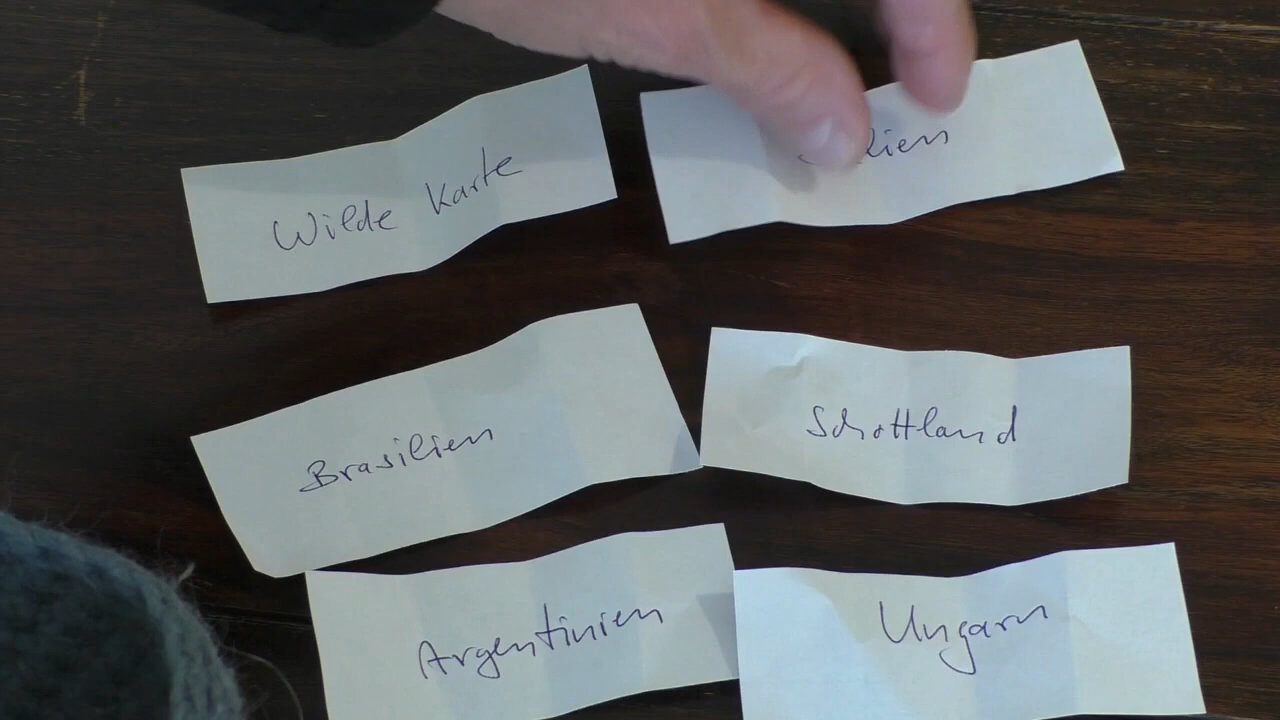 Wilde Karte
Brasilien
Schottland
Argentinien
Ungarn